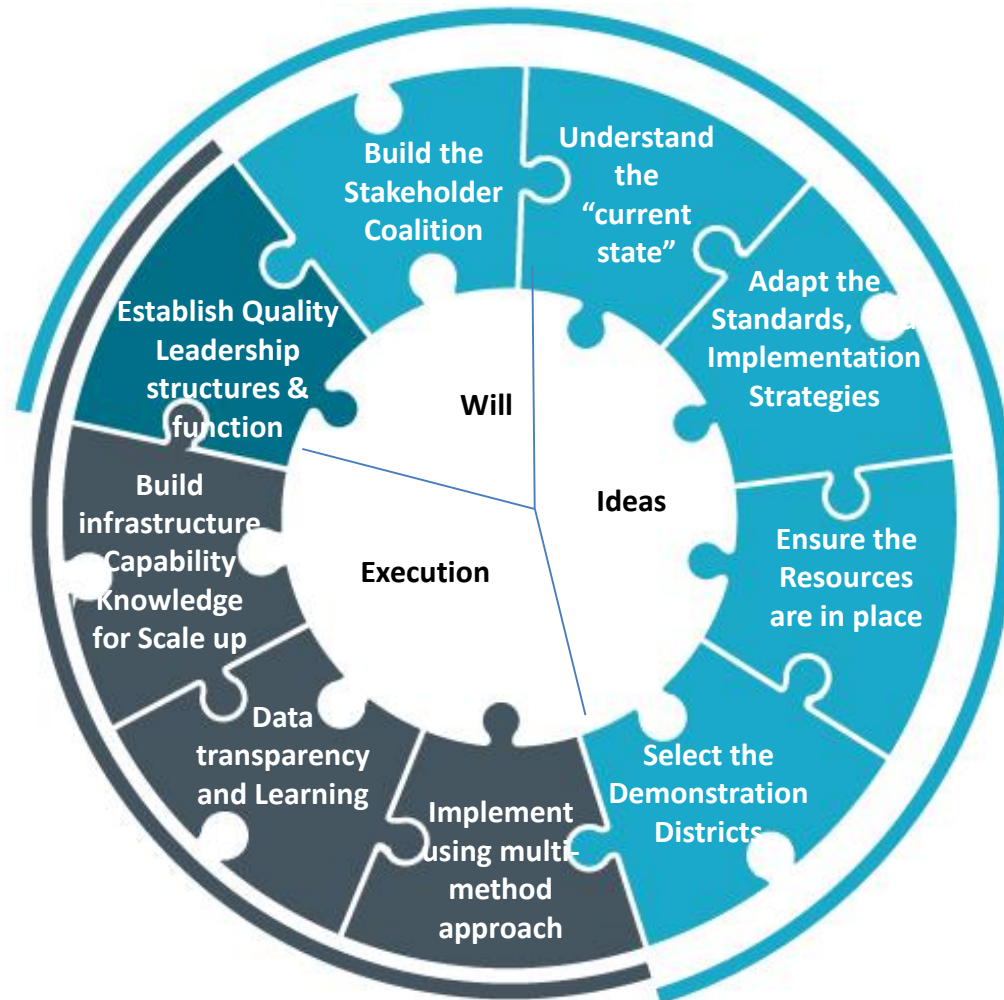 Build the
Stakeholder
Coalition
Understand
the
“current
state”
Adapt the
Standards,
Implementation
Strategies
Ensure the
Resources
are in place
Select the
Demonstration
Districts
Implement
using multi-
method
approach
Data
transparency
and Learning
Build
infrastructure
Capability
Knowledge
for Scale up
Establish Quality
Leadership
structures &
function
Will
Ideas
Execution